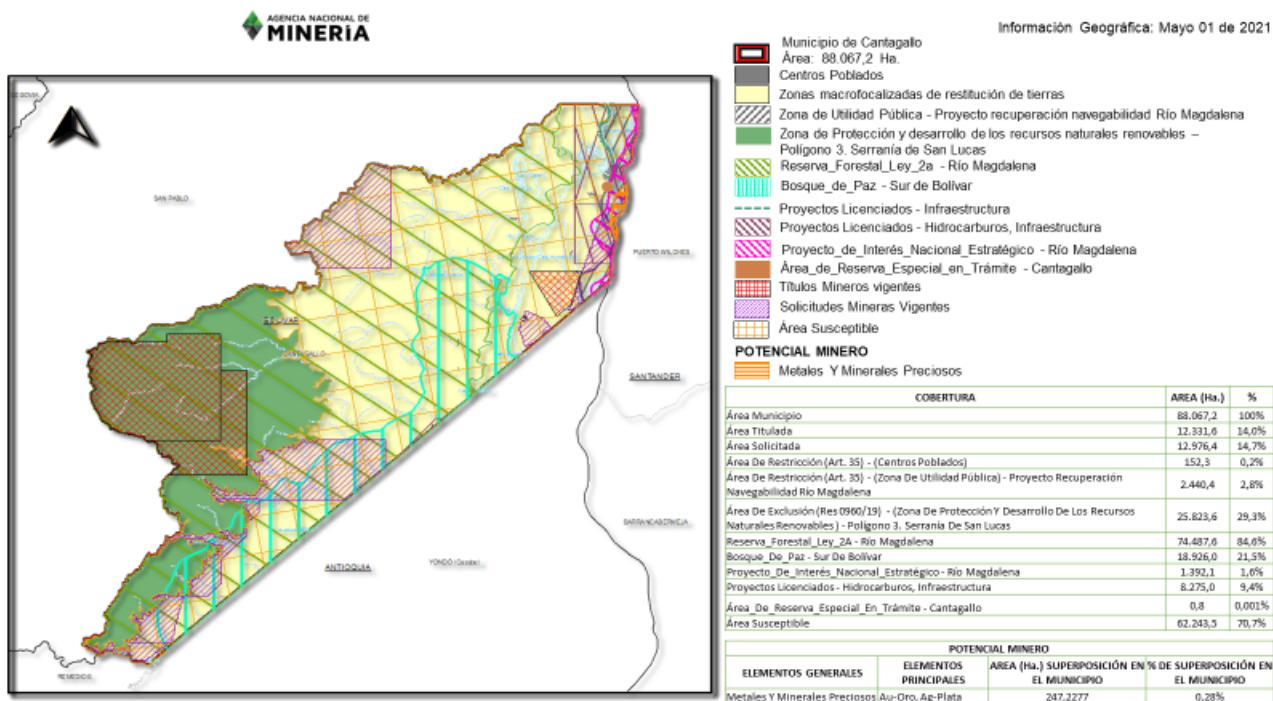 AGENCIA NACIONAL DE
MINERÍA
Información Geográfica: Mayo 01 de 2021
Municipio de Cantagallo
Área: 88.067,2 Ha.
Centros Poblados
Zonas macrofocalizadas de restitución de tierras
Zona de Utilidad Pública - Proyecto recuperación navegabilidad Río Magdalena
Zona de Protección y desarrollo de los recursos naturales renovables –
Polígono 3. Serranía de San Lucas
Reserva_Forestal_Ley_2a - Río Magdalena
Bosque_de_Paz - Sur de Bolívar
Proyectos Licenciados - Infraestructura
Proyectos Licenciados - Hidrocarburos, Infraestructura
Proyecto_de_Interés_Nacional_Estratégico - Río Magdalena
Área_de_Reserva_Especial_en_Trámite - Cantagallo
Títulos Mineros vigentes
Solicitudes Mineras Vigentes
Área Susceptible
POTENCIAL MINERO
Metales Y Minerales Preciosos
SAN PABLO
PUERTO WILCHES
SANTANDER
BARRANCABERMEJA
ANTIOQUIA
YONDÓ (Casabe)
REMEDIOS
COBERTURA AREA (Ha.) %
Área Municipio 88.067,2 100%
Área Titulada 12.331,6 14,0%
Área Solicitada 12.976,4 14,7%
Área De Restricción (Art. 35) - (Centros Poblados) 152,3 0,2%
Área De Restricción (Art. 35) - (Zona De Utilidad Pública) - Proyecto Recuperación
Navegabilidad Río Magdalena 2.440,4 2,8%
Área De Exclusión (Res 0960/19) - (Zona De Protección Y Desarrollo De Los Recursos
Naturales Renovables) - Polígono 3. Serranía De San Lucas 25.823,6 29,3%
Reserva_Forestal_Ley_2A - Río Magdalena 74.487,6 84,6%
Bosque_De_Paz - Sur De Bolívar 18.926,0 21,5%
Proyecto_De_Interés_Nacional_Estratégico - Río Magdalena 1.392,1 1,6%
Proyectos Licenciados - Hidrocarburos, Infraestructura 8.275,0 9,4%
Área_De_Reserva_Especial_En_Trámite - Cantagallo 0,8 0,001%
Área Susceptible 62.243,5 70,7%
POTENCIAL MINERO
ELEMENTOS GENERALES ELEMENTOS PRINCIPALES AREA (Ha.) SUPERPOSICIÓN EN EL MUNICIPIO % DE SUPERPOSICIÓN EN EL MUNICIPIO
Metales Y Minerales Preciosos Au-Oro, Ag-Plata 247,2277 0,28%